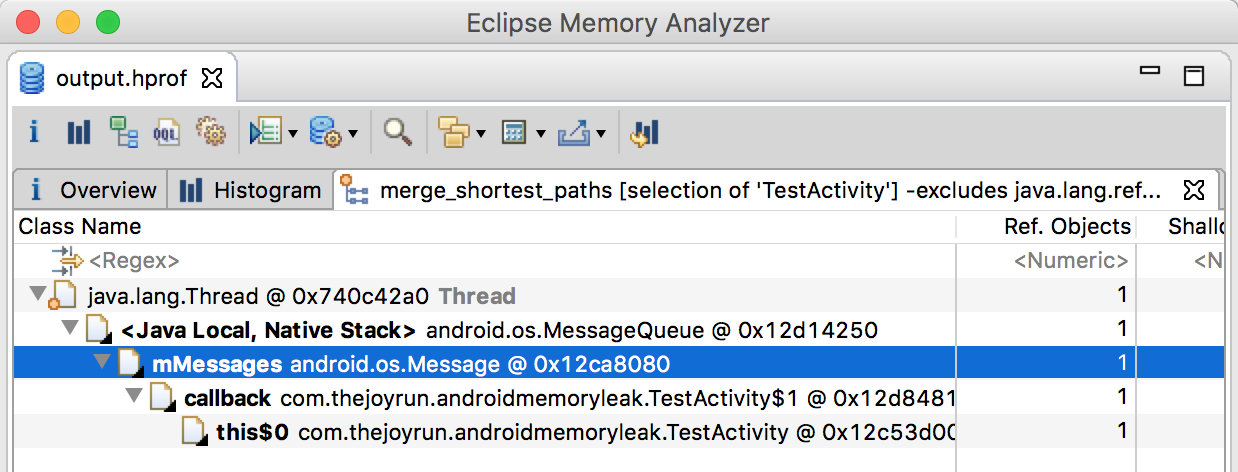 Eclipse Memory Analyzer
output.hprof
i OQL
i Overview Histogram merge_shortest_paths [selection of 'TestActivity'] -excludes java.lang.ref...
Class Name Ref. Objects Shallo
<Regex> <Numeric> <N
java.lang.Thread @ 0x740c42a0 Thread 1
<Java Local, Native Stack> android.os.MessageQueue @ 0x12d14250 1
mMessages android.os.Message @ 0x12ca8080 1
callback com.thejoyrun.androidmemoryleak.TestActivity$1 @ 0x12d8481 1
this$0 com.thejoyrun.androidmemoryleak.TestActivity @ 0x12c53d00 1